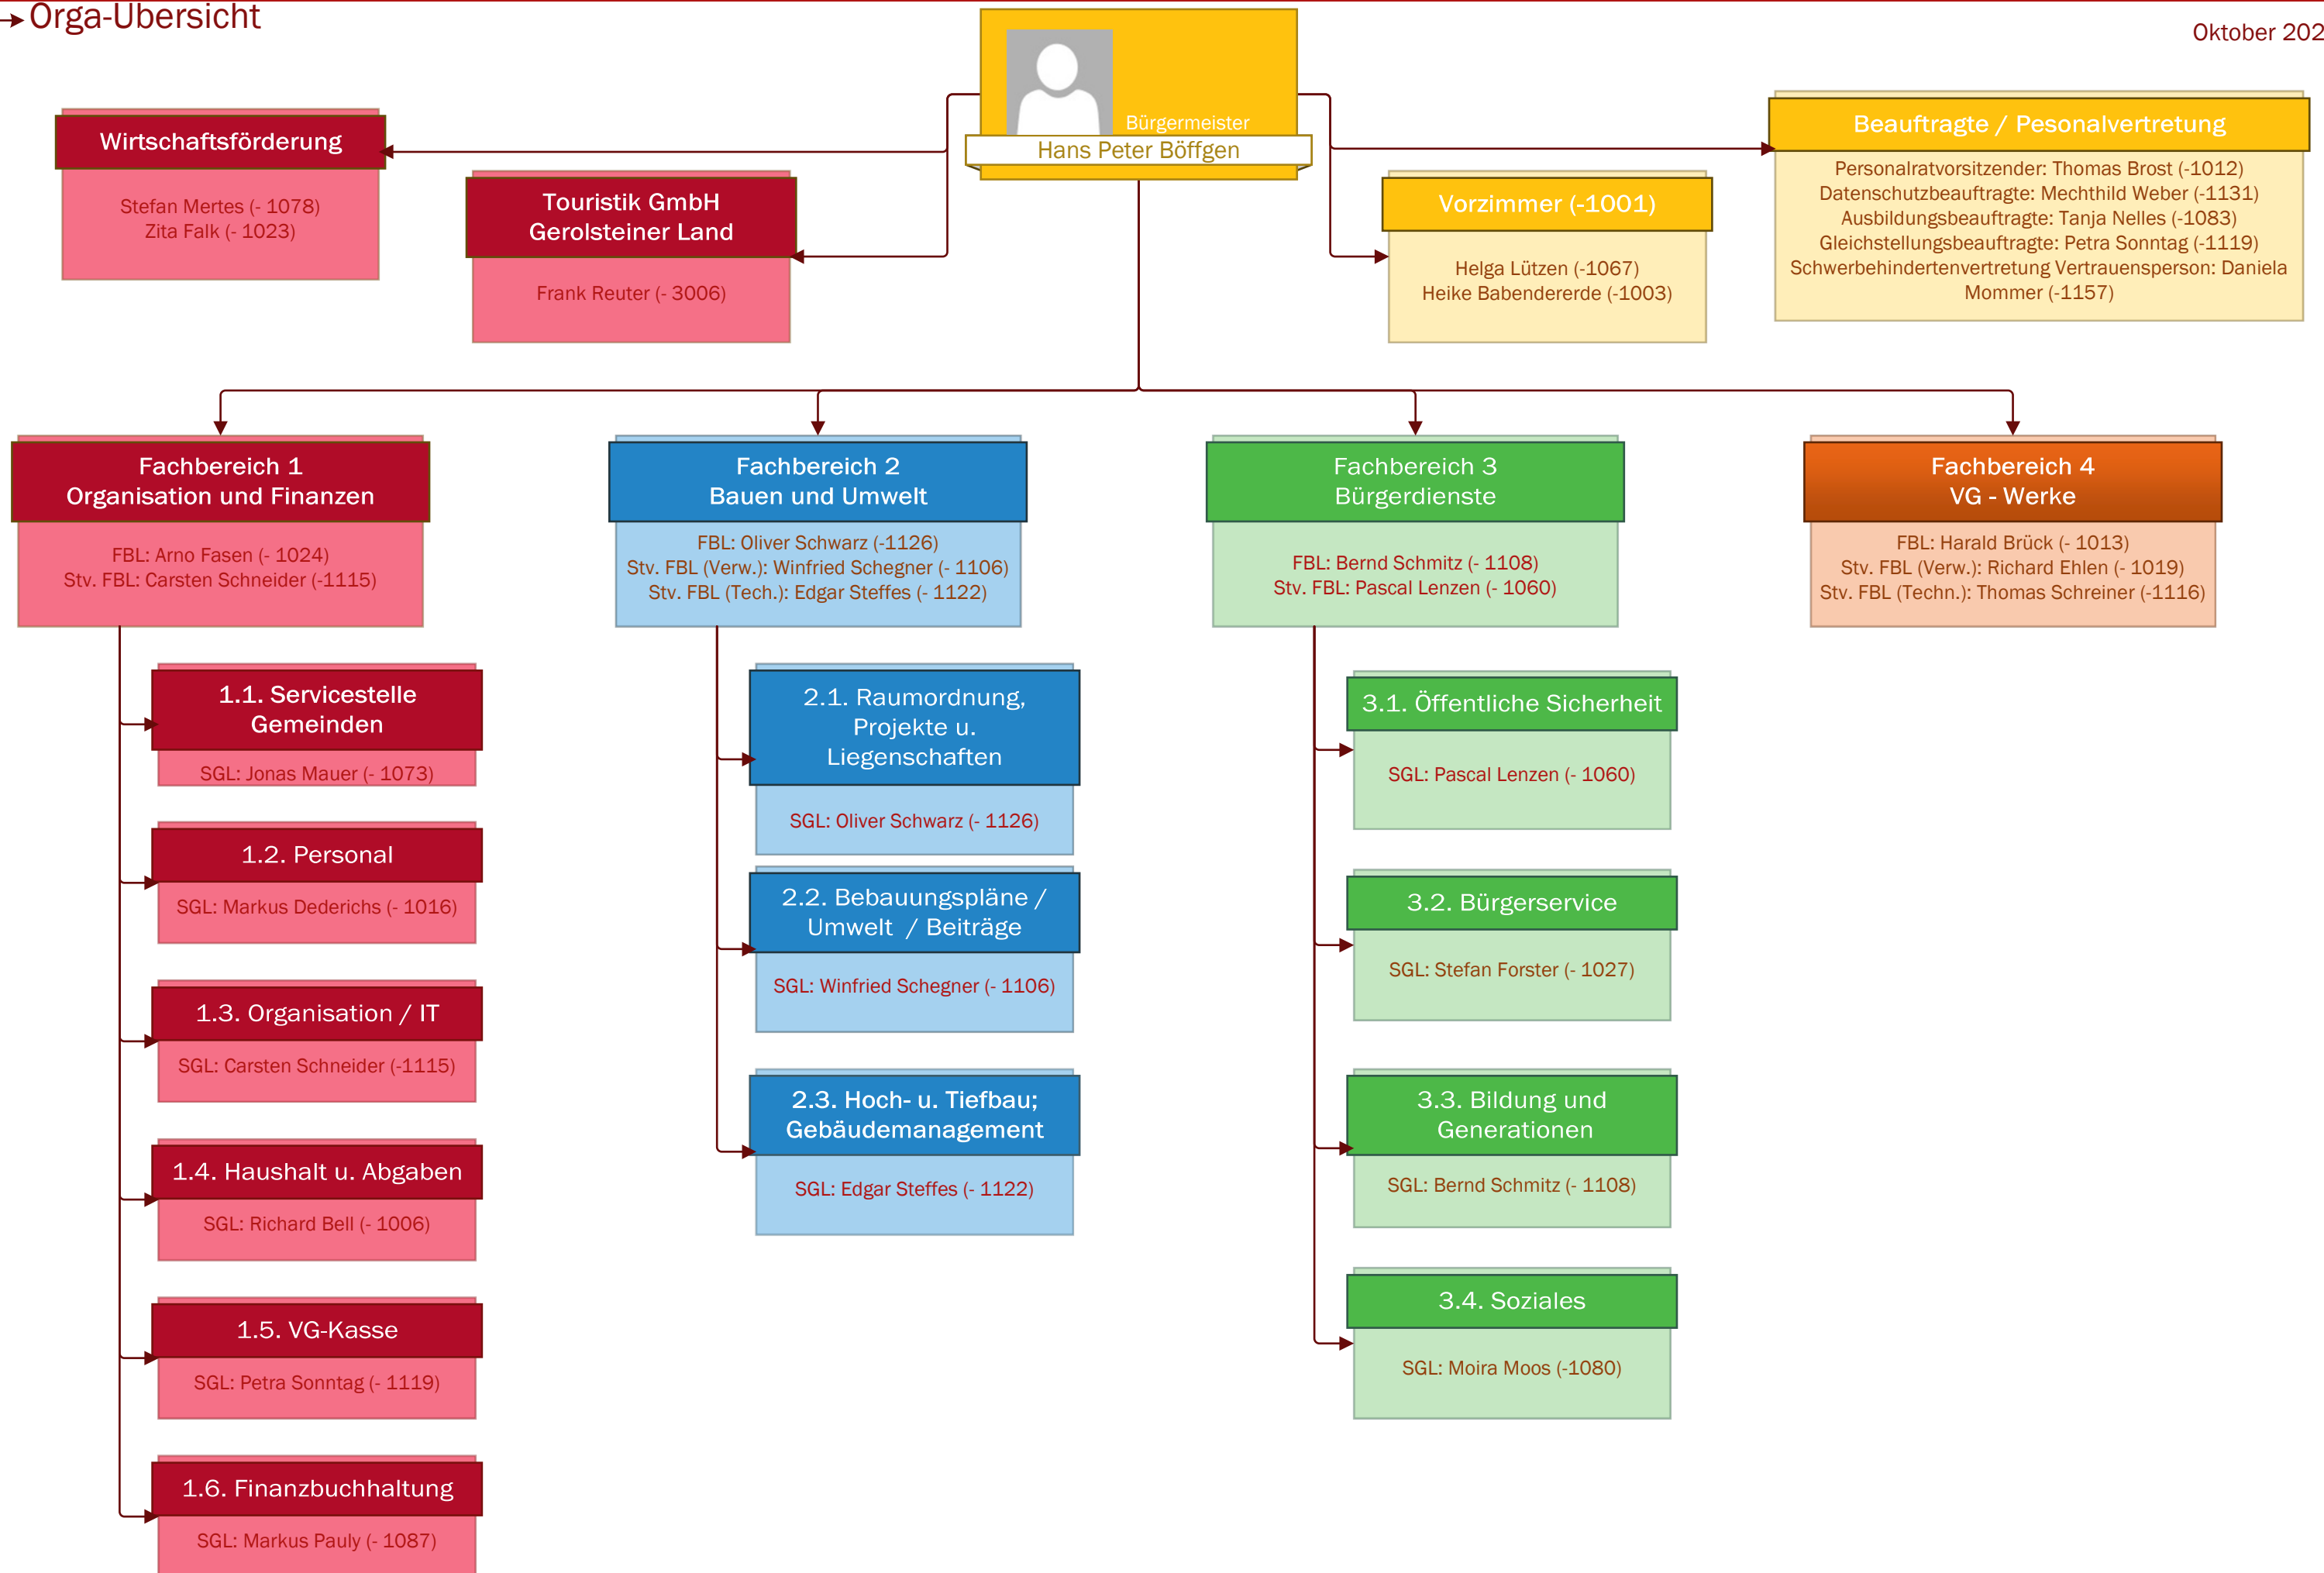 Orga-Übersicht
Oktober 202
Bürgermeister
Hans Peter Böffgen
Wirtschaftsförderung
Stefan Mertes (- 1078)
Zita Falk (- 1023)
Touristik GmbH
Gerolsteiner Land
Frank Reuter (- 3006)
Vorzimmer (-1001)
Helga Lützen (-1067)
Heike Babendererde (-1003)
Beauftragte / Pesonalvertretung
Personalratvorsitzender: Thomas Brost (-1012)
Datenschutzbeauftragte: Mechthild Weber (-1131)
Ausbildungsbeauftragte: Tanja Nelles (-1083)
Gleichstellungsbeauftragte: Petra Sonntag (-1119)
Schwerbehindertenvertretung Vertrauensperson: Daniela
Mommer (-1157)
Fachbereich 1
Organisation und Finanzen
FBL: Arno Fasen (- 1024)
Stv. FBL: Carsten Schneider (-1115)
1.1. Servicestelle
Gemeinden
SGL: Jonas Mauer (- 1073)
1.2. Personal
SGL: Markus Dederichs (- 1016)
1.3. Organisation / IT
SGL: Carsten Schneider (-1115)
1.4. Haushalt u. Abgaben
SGL: Richard Bell (- 1006)
1.5. VG-Kasse
SGL: Petra Sonntag (- 1119)
1.6. Finanzbuchhaltung
SGL: Markus Pauly (- 1087)
Fachbereich 2
Bauen und Umwelt
FBL: Oliver Schwarz (-1126)
Stv. FBL (Verw.): Winfried Schegner (- 1106)
Stv. FBL (Tech.): Edgar Steffes (- 1122)
2.1. Raumordnung,
Projekte u.
Liegenschaften
SGL: Oliver Schwarz (- 1126)
2.2. Bebauungspläne /
Umwelt / Beiträge
SGL: Winfried Schegner (- 1106)
2.3. Hoch- u. Tiefbau;
Gebäudemanagement
SGL: Edgar Steffes (- 1122)
Fachbereich 3
Bürgerdienste
FBL: Bernd Schmitz (- 1108)
Stv. FBL: Pascal Lenzen (- 1060)
3.1. Öffentliche Sicherheit
SGL: Pascal Lenzen (- 1060)
3.2. Bürgerservice
SGL: Stefan Forster (- 1027)
3.3. Bildung und
Generationen
SGL: Bernd Schmitz (- 1108)
3.4. Soziales
SGL: Moira Moos (-1080)
Fachbereich 4
VG - Werke
FBL: Harald Brück (- 1013)
Stv. FBL (Verw.): Richard Ehlen (- 1019)
Stv. FBL (Techn.): Thomas Schreiner (-1116)